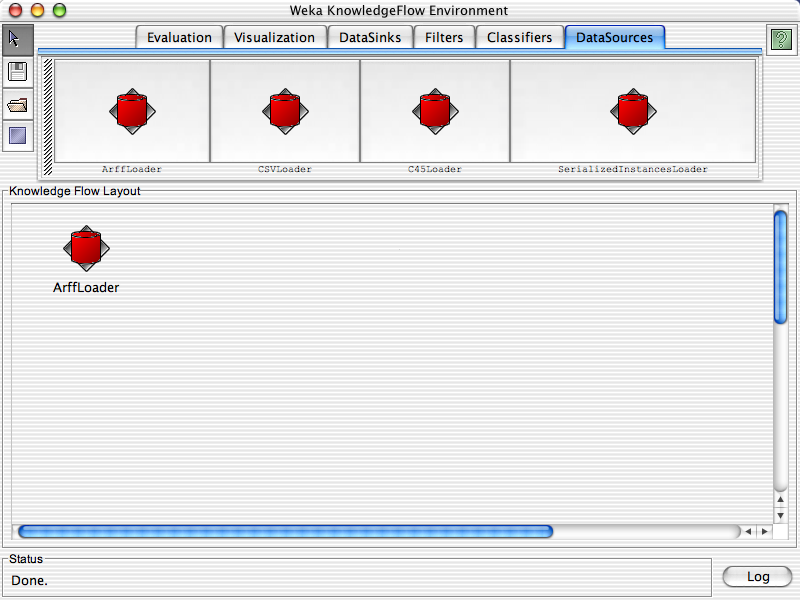 Weka KnowledgeFlow Environment
Evaluation Visualization DataSinks Filters Classifiers DataSources
?
ArffLoader CSVLoader C45Loader SerializedInstancesLoader
Knowledge Flow Layout
ArffLoader
Status
Done.
Log